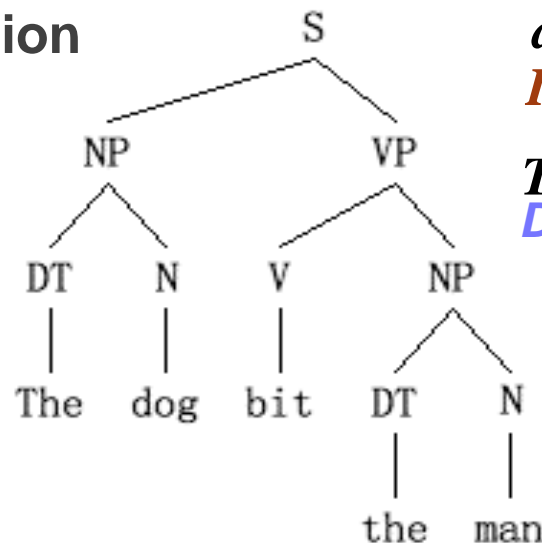 ion
S
NP VP
DT N V NP
The dog bit DT N
the man